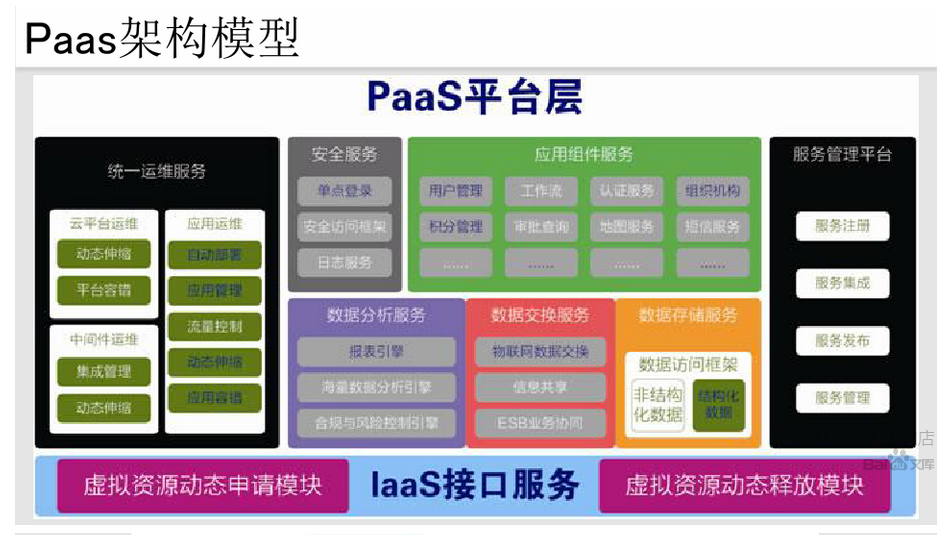 Paas架构模型
PaaS平台层
统一运维服务
云平台运维
动态伸缩
平台容错
中间件运维
集成管理
动态伸缩
应用运维
自动部署
应用管理
流量控制
动态伸缩
应用容错
安全服务
单点登录
安全访问框架
日志服务
应用组件服务
用户管理 工作流 认证服务 组织机构
积分管理 审批查询 地图服务 短信服务
...... ...... ...... ......
数据分析服务
报表引擎
海量数据分析引擎
合规与风险控制引擎
数据交换服务
物联网数据交换
信息共享
ESB业务协同
数据存储服务
数据访问框架
非结构
化数据
结构化
数据
服务管理平台
服务注册
服务集成
服务发布
服务管理
店
Bai 文库
虚拟资源动态申请模块 IaaS接口服务 虚拟资源动态释放模块